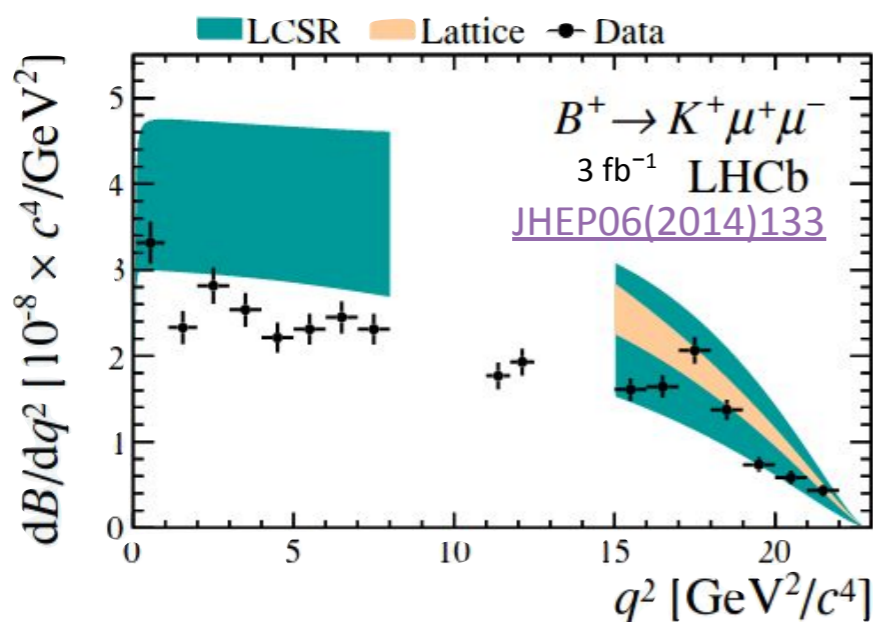 LCSR Lattice Data
B⁺ → K⁺ μ⁺ μ⁻
3 fb⁻¹ LHCb
JHEP06(2014)133
dB/dq² [10⁻⁸ × c⁴/GeV²]
5
4
3
2
1
0
0 5 10 15 20
q² [GeV²/c⁴]